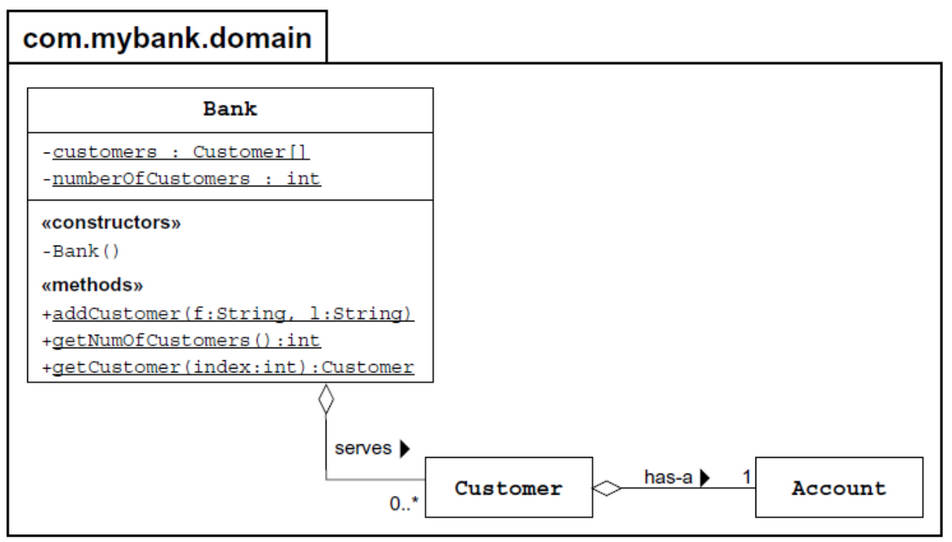 com.mybank.domain
Bank
-customers : Customer[]
-numberOfCustomers : int
«constructors»
-Bank()
«methods»
+addCustomer(f:String, l:String)
+getNumOfCustomers():int
+getCustomer(index:int):Customer
serves
0..*
Customer
has-a
1
Account